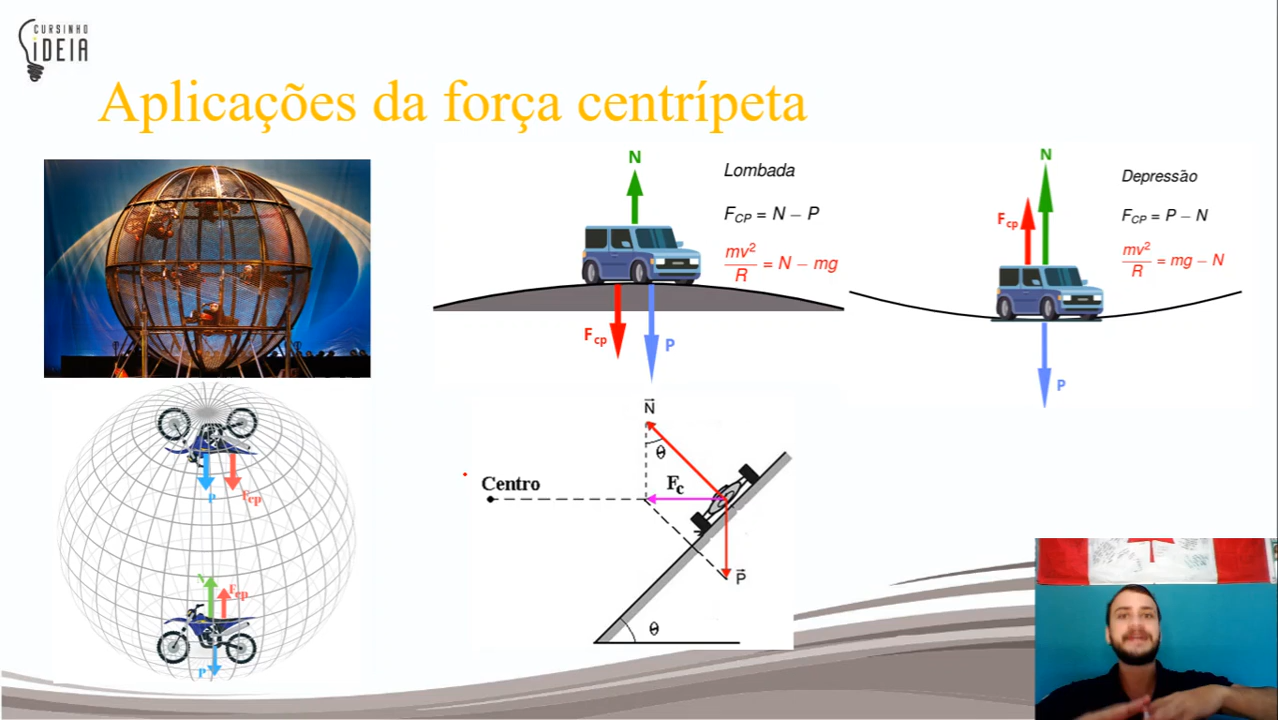 CURSINHO
iDEIA
Aplicações da força centrípeta
N
Lombada
F_CP = N – P
mv²/R = N – mg
F_cp
P
N
Depressão
F_CP = P – N
mv²/R = mg – N
F_cp
P
P
F_cp
N
F_cp
P
N
θ
Centro
F_c
P
θ